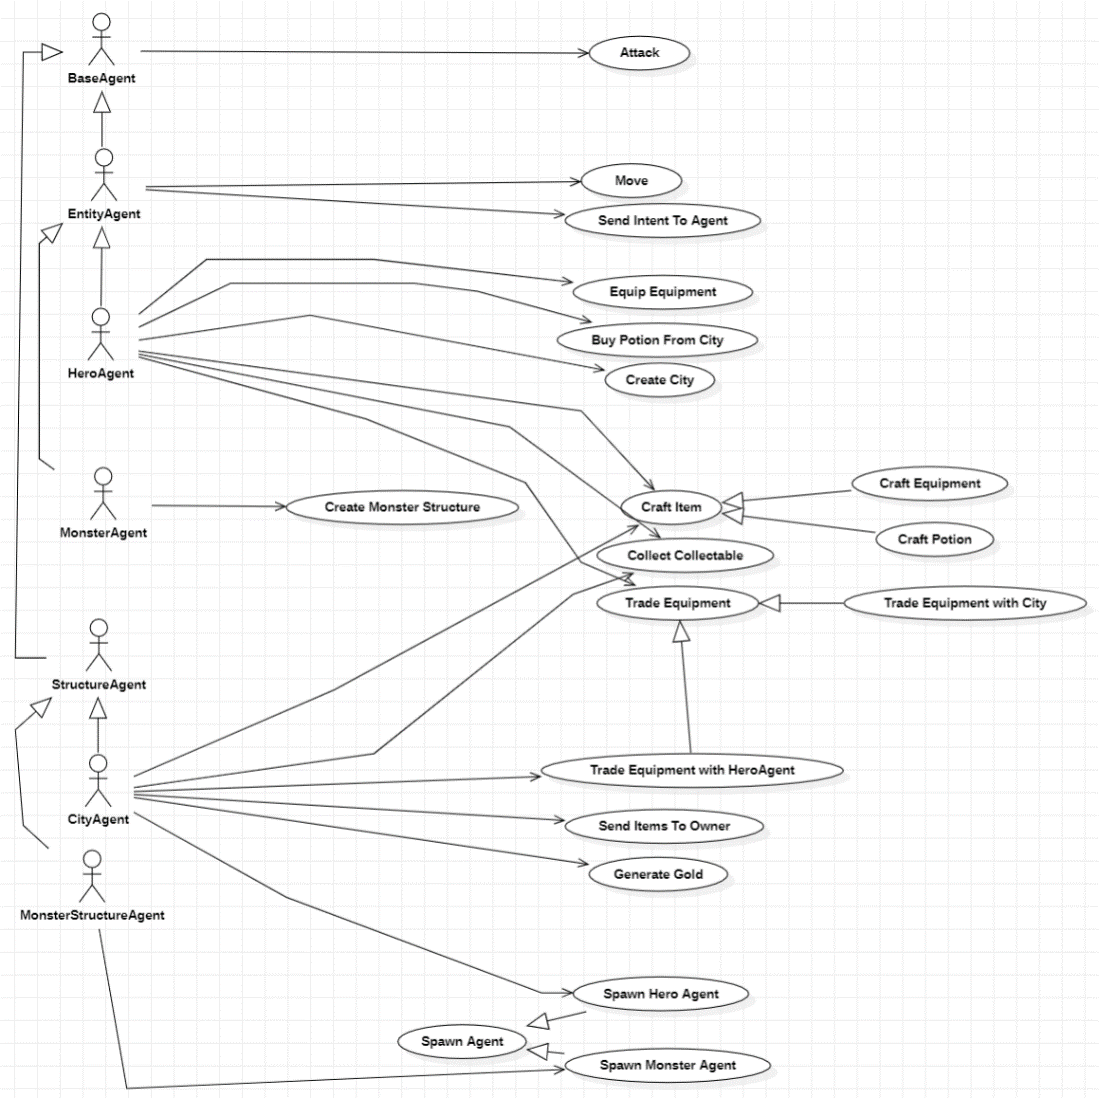 BaseAgent
Attack
EntityAgent
Move
Send Intent To Agent
HeroAgent
Equip Equipment
Buy Potion From City
Create City
MonsterAgent
Create Monster Structure
Craft Item
Craft Equipment
Craft Potion
Collect Collectable
Trade Equipment
Trade Equipment with City
StructureAgent
CityAgent
Trade Equipment with HeroAgent
Send Items To Owner
Generate Gold
MonsterStructureAgent
Spawn Hero Agent
Spawn Agent
Spawn Monster Agent